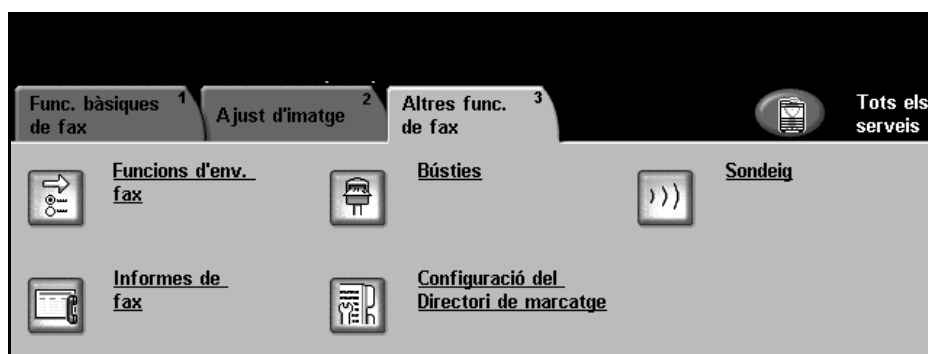 Func. bàsiques 1
de fax
Ajust d'imatge 2
Altres func. 3
de fax
Tots els
serveis
Funcions d'env.
fax
Bústies
Sondeig
Informes de
fax
Configuració del
Directori de marcatge